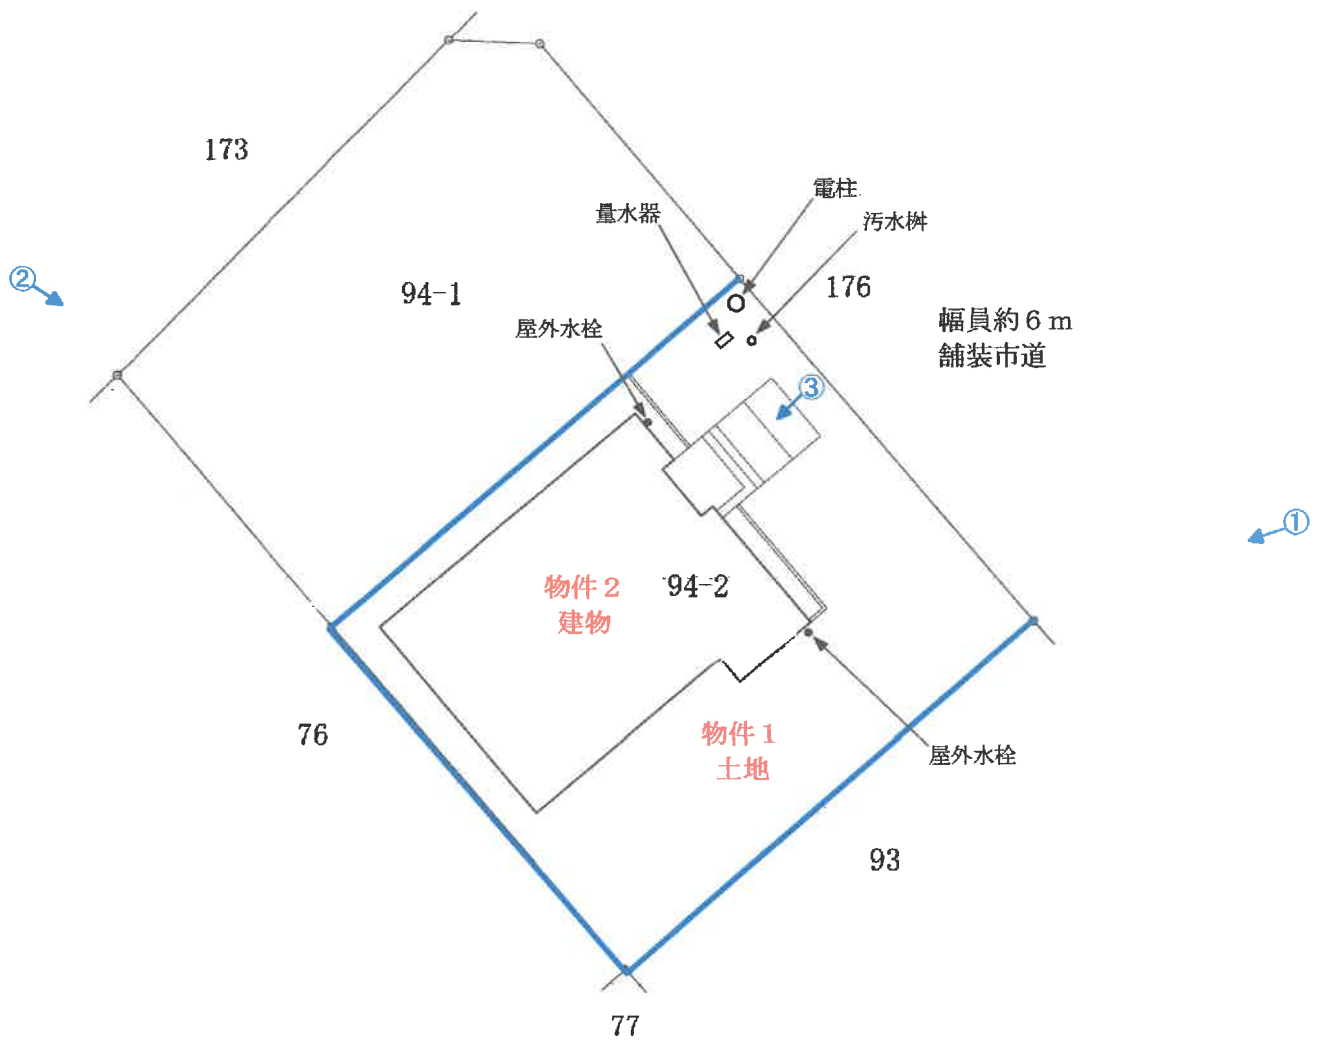 173
電柱
量水器
汚水桝
②
94-1
176
幅員約6m
舗装市道
屋外水栓
③
①
物件2
建物
94-2
76
物件1
土地
屋外水栓
93
77